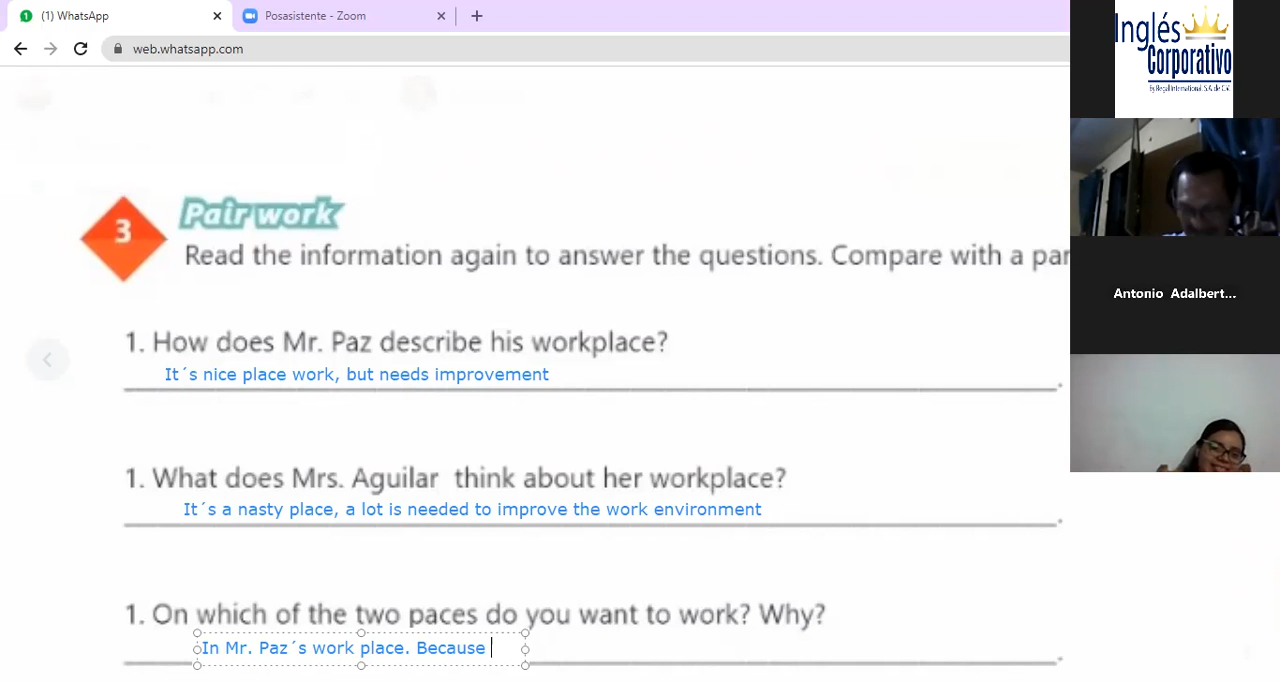 (1) WhatsApp
Posasistente - Zoom
web.whatsapp.com
Inglés
Corporativo
By Regal International, S.A. de C.V.
3
Pair work
Read the information again to answer the questions. Compare with a par
Antonio Adalbert...
1. How does Mr. Paz describe his workplace?
It´s nice place work, but needs improvement
1. What does Mrs. Aguilar think about her workplace?
It´s a nasty place, a lot is needed to improve the work environment
1. On which of the two paces do you want to work? Why?
In Mr. Paz´s work place. Because